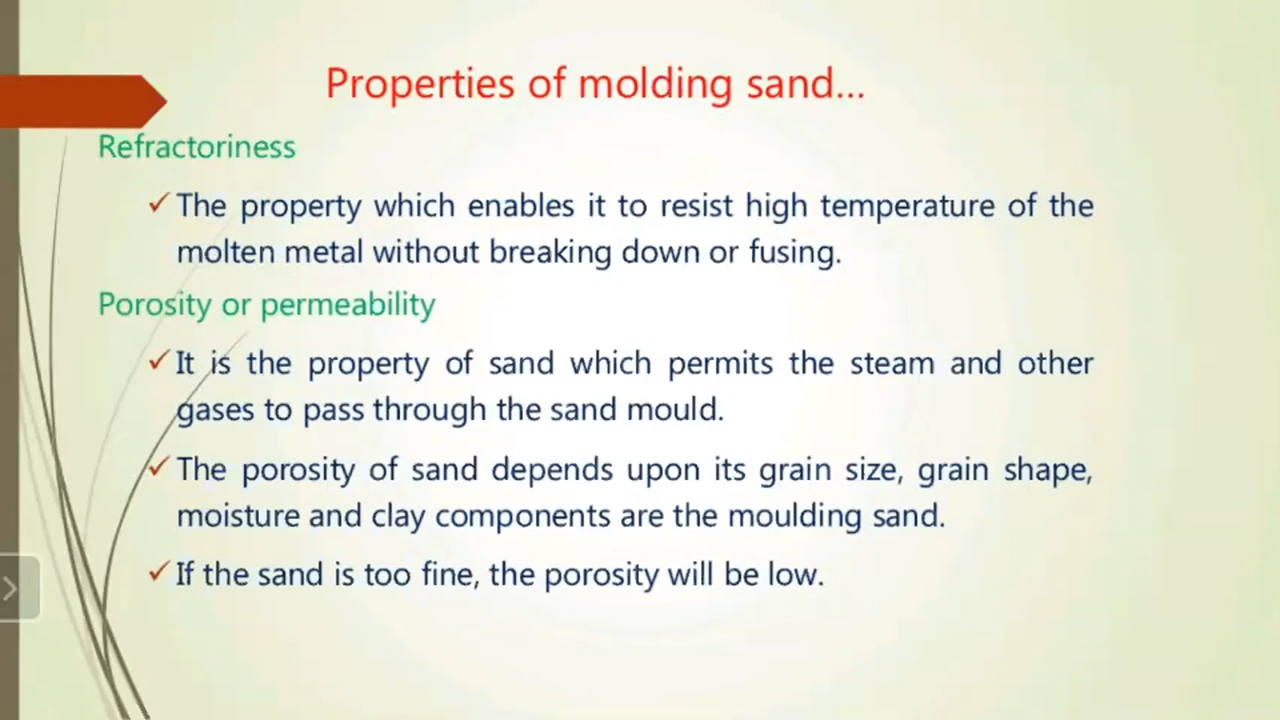 Properties of molding sand...
Refractoriness
✓The property which enables it to resist high temperature of the
molten metal without breaking down or fusing.
Porosity or permeability
✓It is the property of sand which permits the steam and other
gases to pass through the sand mould.
✓The porosity of sand depends upon its grain size, grain shape,
moisture and clay components are the moulding sand.
✓If the sand is too fine, the porosity will be low.